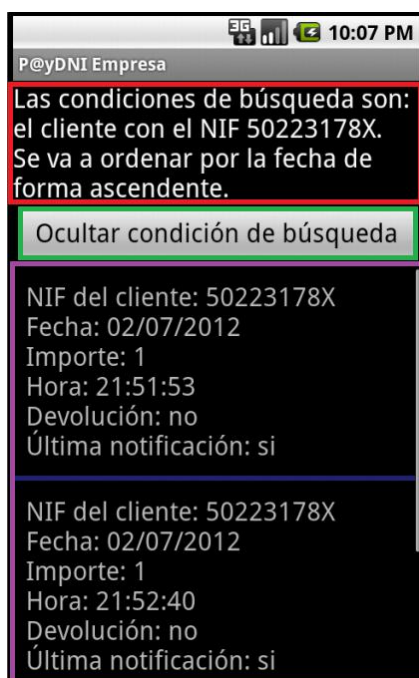 3G 10:07 PM
P@yDNI Empresa
Las condiciones de búsqueda son:
el cliente con el NIF 50223178X.
Se va a ordenar por la fecha de
forma ascendente.
Ocultar condición de búsqueda
NIF del cliente: 50223178X
Fecha: 02/07/2012
Importe: 1
Hora: 21:51:53
Devolución: no
Última notificación: si
NIF del cliente: 50223178X
Fecha: 02/07/2012
Importe: 1
Hora: 21:52:40
Devolución: no
Última notificación: si